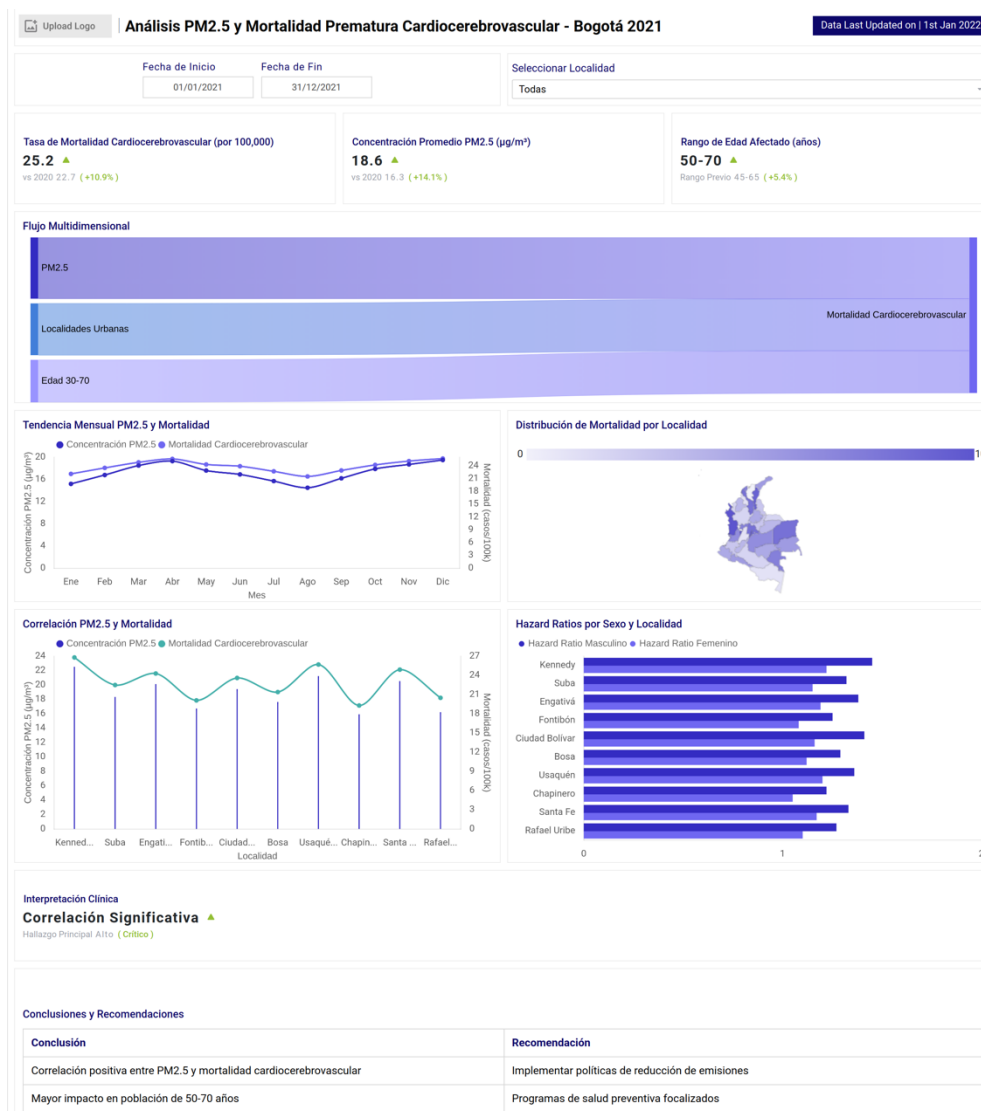 Upload Logo
Análisis PM2.5 y Mortalidad Prematura Cardiocerebrovascular - Bogotá 2021
Data Last Updated on | 1st Jan 2022
Fecha de Inicio
Fecha de Fin
01/01/2021
31/12/2021
Seleccionar Localidad
Todas
Tasa de Mortalidad Cardiocerebrovascular (por 100,000)
25.2
vs 2020 22.7 (+10.9%)
Concentración Promedio PM2.5 (µg/m³)
18.6
vs 2020 16.3 (+14.1%)
Rango de Edad Afectado (años)
50-70
Rango Previo 45-65 (+5.4%)
Flujo Multidimensional
PM2.5
Localidades Urbanas
Edad 30-70
Mortalidad Cardiocerebrovascular
Tendencia Mensual PM2.5 y Mortalidad
Concentración PM2.5 Mortalidad Cardiocerebrovascular
Concentración PM2.5 (µg/m³)
20
16
12
8
4
0
Ene Feb Mar Abr May Jun Jul Ago Sep Oct Nov Dic
Mes
24
21
18
15
12
9
6
3
0
Mortalidad (casos/100k)
Distribución de Mortalidad por Localidad
0
Correlación PM2.5 y Mortalidad
Concentración PM2.5 Mortalidad Cardiocerebrovascular
Concentración PM2.5 (µg/m³)
24
22
20
18
16
14
12
10
8
6
4
2
0
Kenned... Suba Engati... Fontib... Ciudad... Bosa Usaqué... Chapin... Santa ... Rafael...
Localidad
27
24
21
18
15
12
9
6
3
0
Mortalidad (casos/100k)
Hazard Ratios por Sexo y Localidad
Hazard Ratio Masculino Hazard Ratio Femenino
Kennedy
Suba
Engativá
Fontibón
Ciudad Bolívar
Bosa
Usaquén
Chapinero
Santa Fe
Rafael Uribe
0 1 2
Interpretación Clínica
Correlación Significativa
Hallazgo Principal Alto (Crítico)
Conclusiones y Recomendaciones
Conclusión
Recomendación
Correlación positiva entre PM2.5 y mortalidad cardiocerebrovascular
Implementar políticas de reducción de emisiones
Mayor impacto en población de 50-70 años
Programas de salud preventiva focalizados